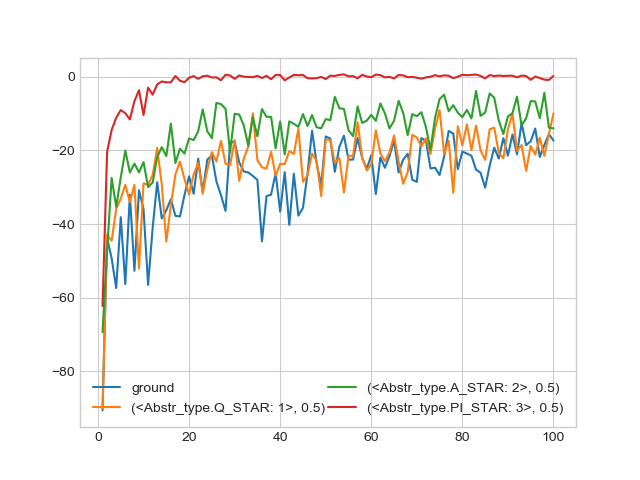 0
−20
−40
−60
−80
ground
(<Abstr_type.Q_STAR: 1>, 0.5)
(<Abstr_type.A_STAR: 2>, 0.5)
(<Abstr_type.PI_STAR: 3>, 0.5)
0 20 40 60 80 100